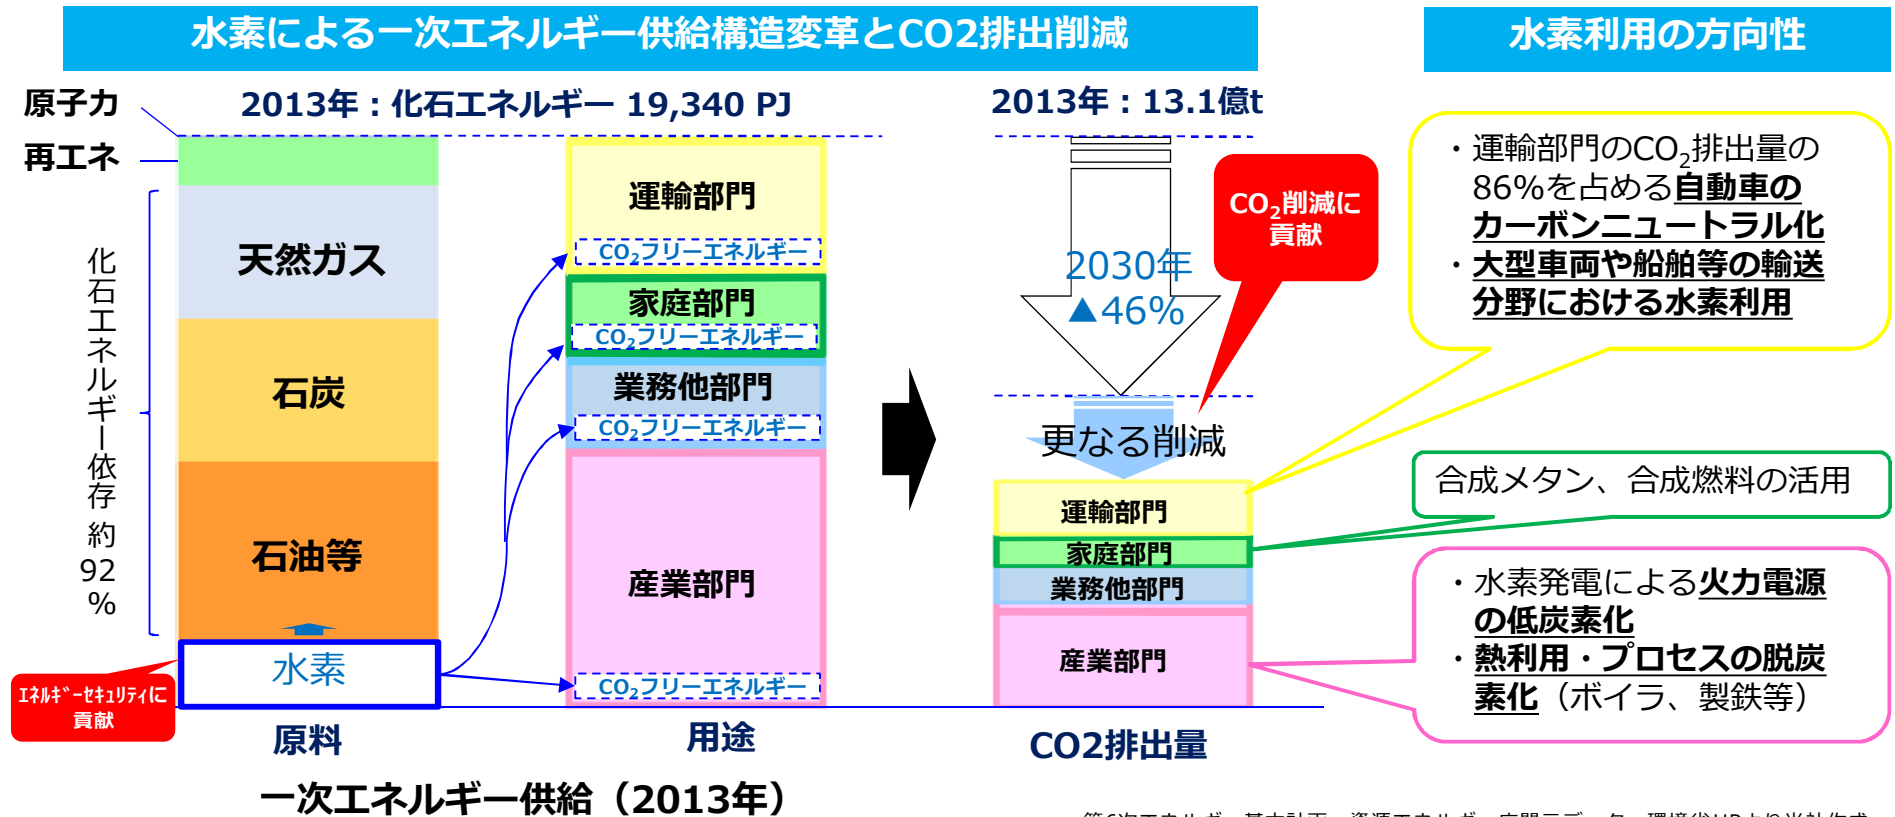 水素による一次エネルギー供給構造変革とCO2排出削減
水素利用の方向性
原子力
再エネ
2013年：化石エネルギー 19,340 PJ
2013年：13.1億t
化石エネルギー依存 約92%
天然ガス
石炭
石油等
水素
エネルギーセキュリティに
貢献
原料
運輸部門
CO2フリーエネルギー
家庭部門
CO2フリーエネルギー
業務他部門
CO2フリーエネルギー
産業部門
CO2フリーエネルギー
用途
一次エネルギー供給（2013年）
2030年
▲46%
CO2削減に
貢献
更なる削減
運輸部門
家庭部門
業務他部門
産業部門
CO2排出量
・運輸部門のCO2排出量の
86%を占める自動車の
カーボンニュートラル化
・大型車両や船舶等の輸送
分野における水素利用
合成メタン、合成燃料の活用
・水素発電による火力電源
の低炭素化
・熱利用・プロセスの脱炭
素化（ボイラ、製鉄等）